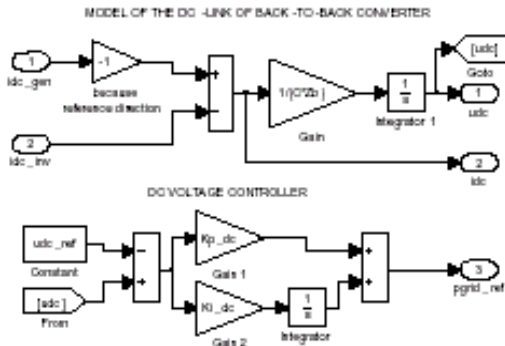 MODEL OF THE DC -LINK OF BACK -TO -BACK CONVERTER
1
idc_gen
-1
because
reference direction
+
−
2
idc_inv
1/(C*Zb)
Gain
1
s
Integrator 1
[udc]
Goto
1
udc
2
idc
DC VOLTAGE CONTROLLER
udc_ref
Constant
From
−
+
Kp_dc
Gain 1
Ki_dc
Gain 2
1
s
Integrator
+
+
3
pgrid_ref